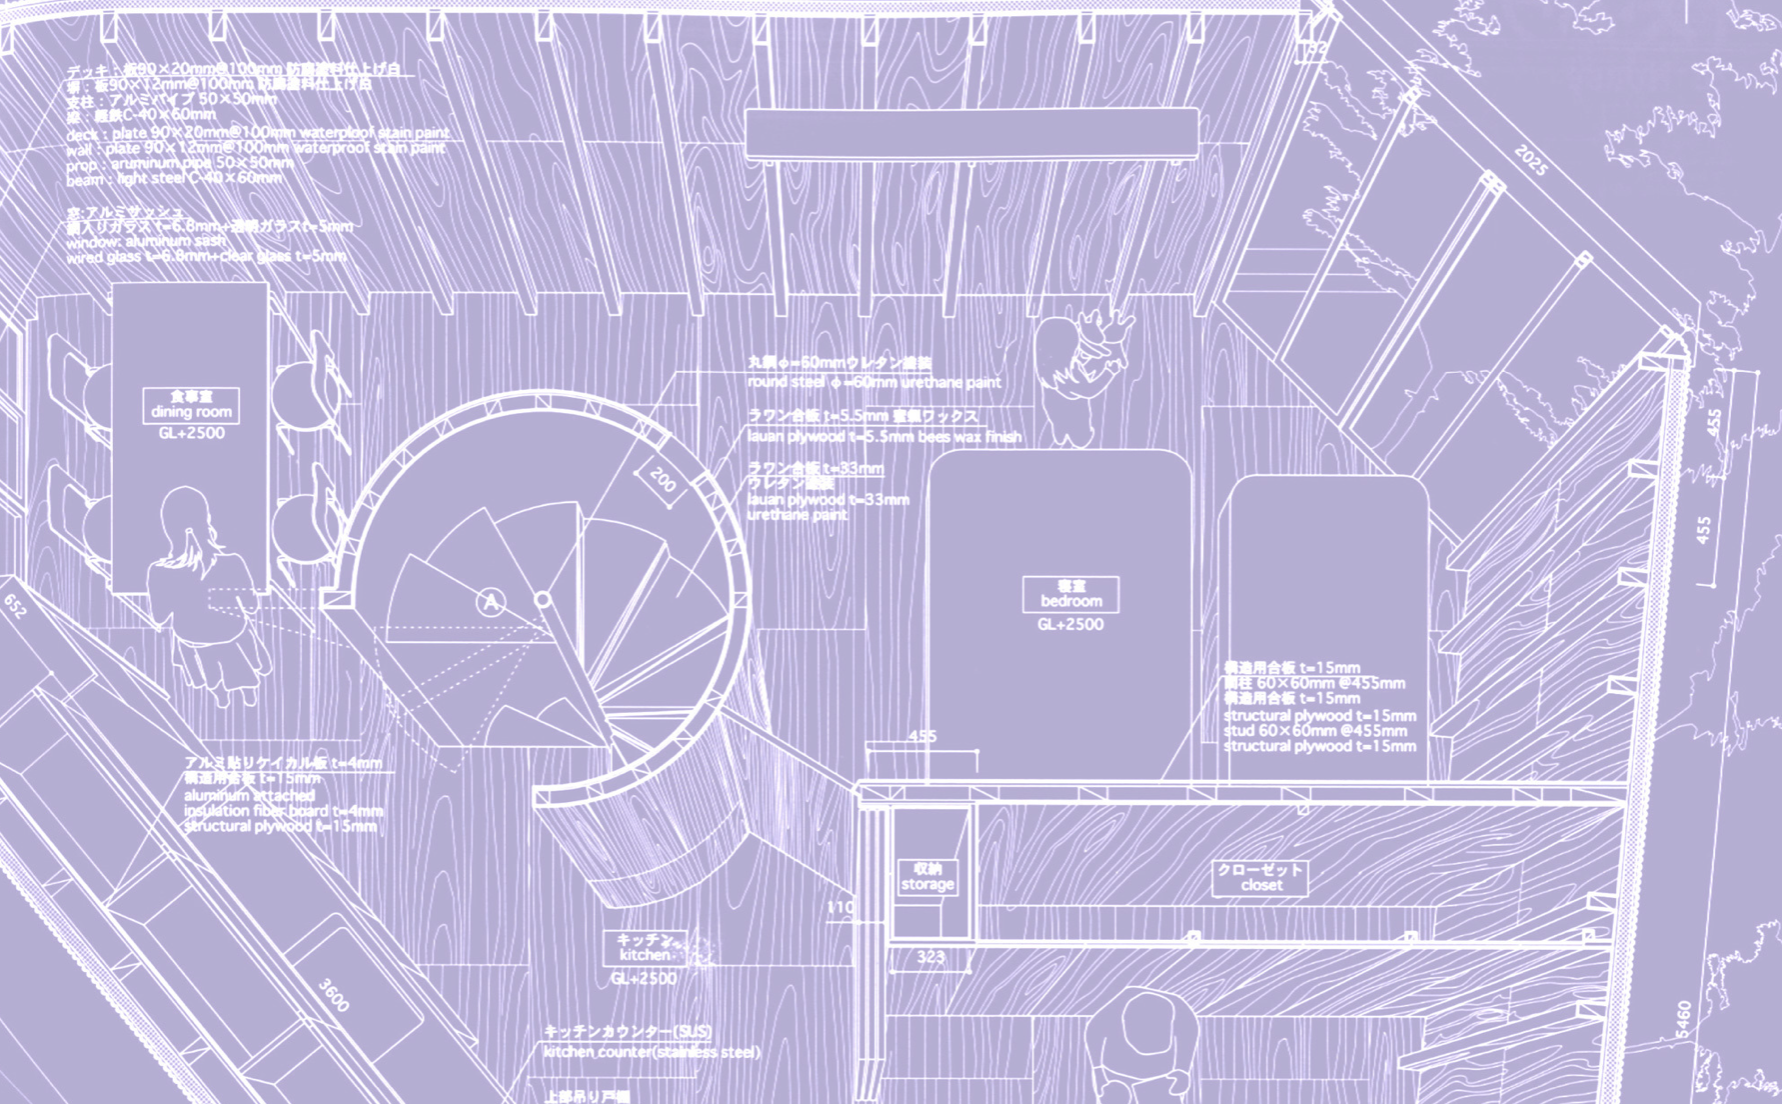 デッキ：板90×20mm@100mm 防腐塗料仕上げ白
塀：板90×12mm@100mm 防腐塗料仕上げ白
支柱：アルミパイプ 50×50mm
梁：軽鉄C-40×60mm
deck : plate 90×20mm@100mm waterploof stain paint
wall : plate 90×12mm@100mm waterproof stain paint
prop : aruminum pipe 50×50mm
beam : light steel C-40×60mm
窓:アルミサッシュ
網入りガラス t=6.8mm+透明ガラスt=5mm
window: aluminum sash
wired glass t=6.8mm+clear glass t=5mm
32
2025
食事室
dining room
GL+2500
丸鋼φ=60mmウレタン塗装
round steel φ=60mm urethane paint
ラワン合板 t=5.5mm 蜜蝋ワックス
lauan plywood t=5.5mm bees wax finish
ラワン合板 t=33mm
ウレタン塗装
lauan plywood t=33mm
urethane paint
200
A
455
455
652
寝室
bedroom
GL+2500
構造用合板 t=15mm
間柱 60×60mm @455mm
構造用合板 t=15mm
structural plywood t=15mm
stud 60×60mm @455mm
structural plywood t=15mm
455
アルミ貼りケイカル板 t=4mm
構造用合板 t=15mm
aluminum attached
insulation fiber board t=4mm
structural plywood t=15mm
収納
storage
クローゼット
closet
110
323
キッチン
kitchen
GL+2500
3600
5460
キッチンカウンター(SUS)
kitchen counter(stainless steel)
上部吊り戸棚